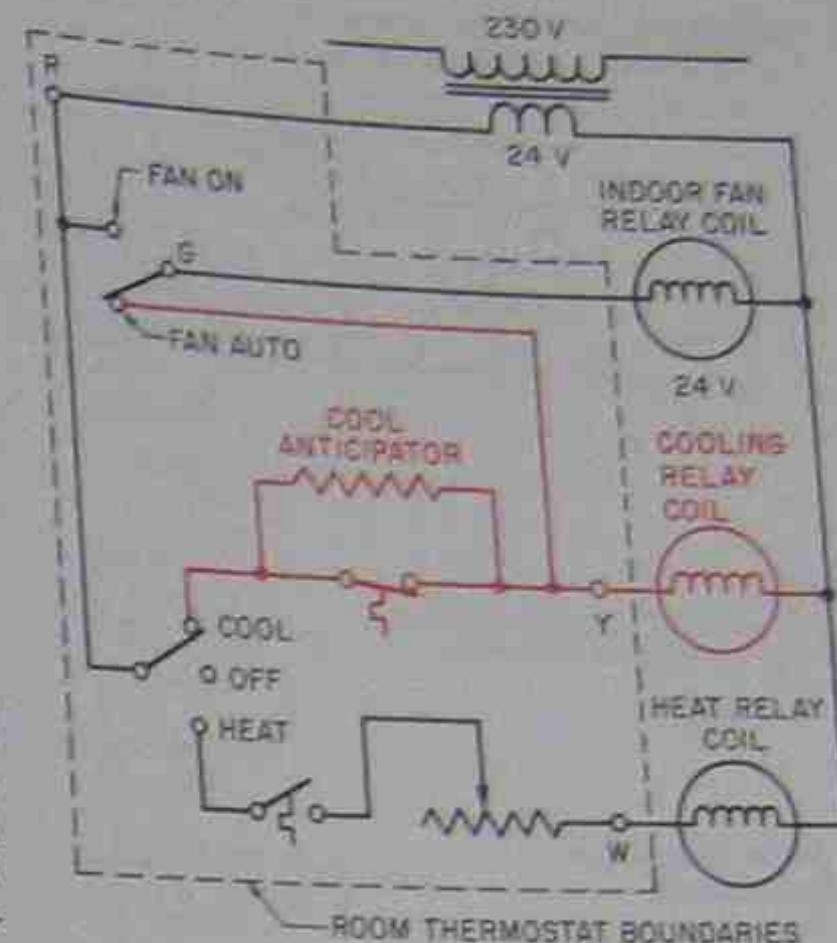 230 V
R
24 V
FAN ON
INDOOR FAN
RELAY COIL
G
FAN AUTO
24 V
COOL
ANTICIPATOR
COOLING
RELAY
COIL
COOL
Y
OFF
HEAT
HEAT RELAY
COIL
W
ROOM THERMOSTAT BOUNDARIES